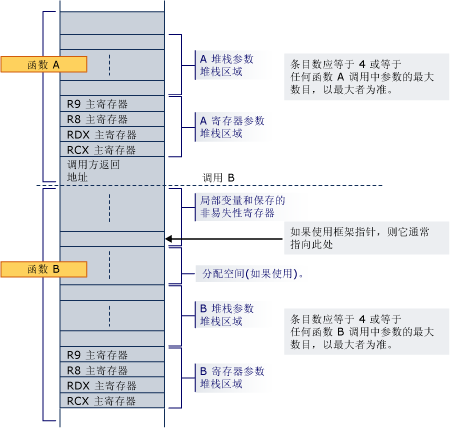 函数 A
A 堆栈参数
堆栈区域
条目数应等于 4 或等于
任何函数 A 调用中参数的最大
数目，以最大者为准。
R9 主寄存器
R8 主寄存器
RDX 主寄存器
RCX 主寄存器
A 寄存器参数
堆栈区域
调用方返回
地址
调用 B
局部变量和保存的
非易失性寄存器
如果使用框架指针，则它通常
指向此处
函数 B
分配空间(如果使用)。
B 堆栈参数
堆栈区域
条目数应等于 4 或等于
任何函数 B 调用中参数的最大
数目，以最大者为准。
R9 主寄存器
R8 主寄存器
RDX 主寄存器
RCX 主寄存器
B 寄存器参数
堆栈区域